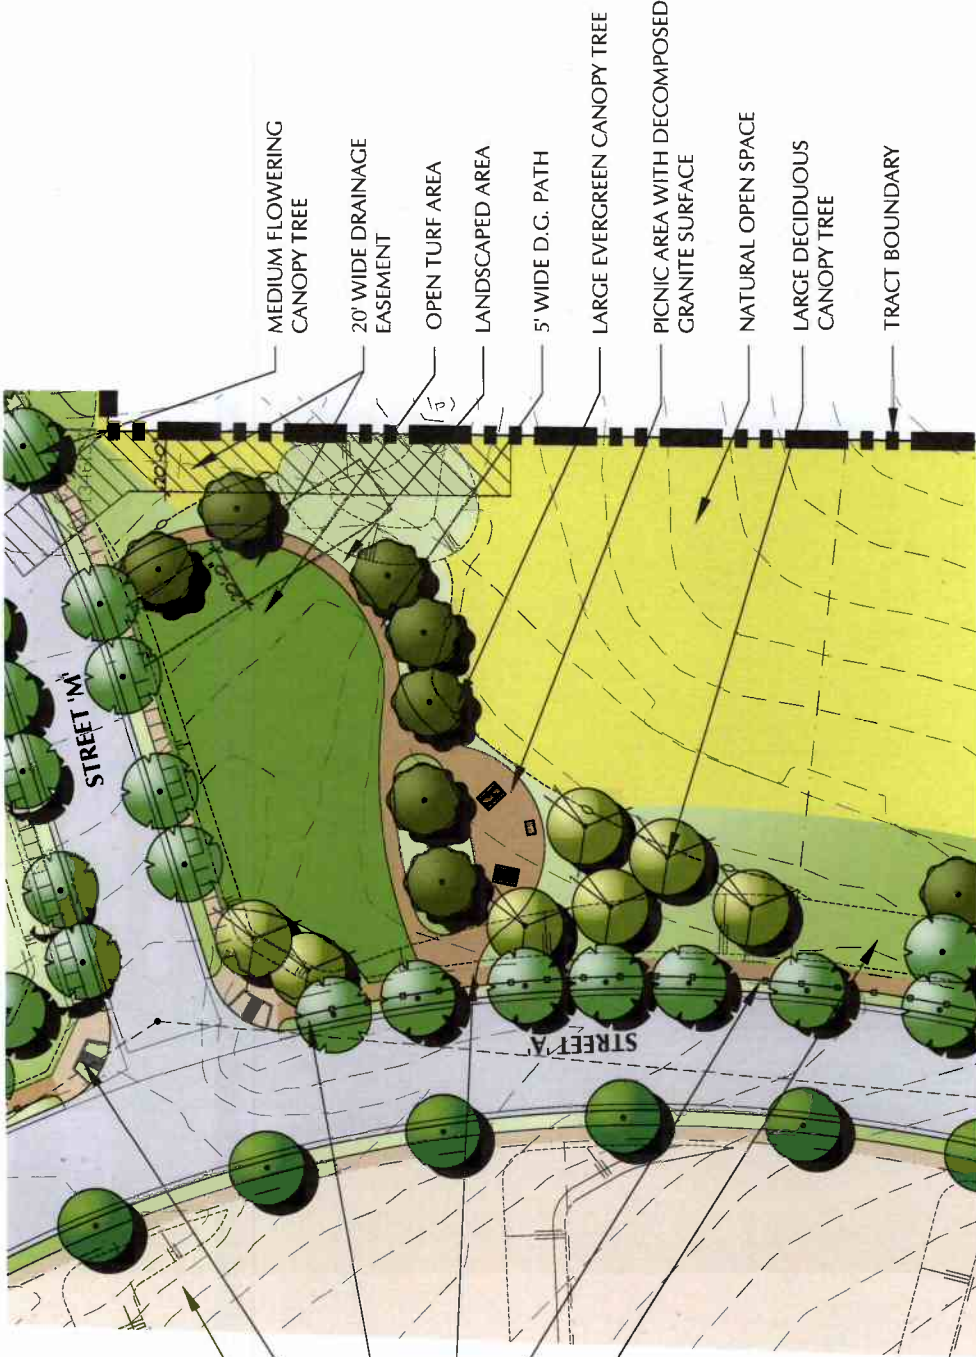 MEDIUM FLOWERING
CANOPY TREE
20' WIDE DRAINAGE
EASEMENT
OPEN TURF AREA
LANDSCAPED AREA
5' WIDE D.G. PATH
LARGE EVERGREEN CANOPY TREE
PICNIC AREA WITH DECOMPOSED
GRANITE SURFACE
NATURAL OPEN SPACE
LARGE DECIDUOUS
CANOPY TREE
TRACT BOUNDARY
STREET 'M'
STREET 'A'